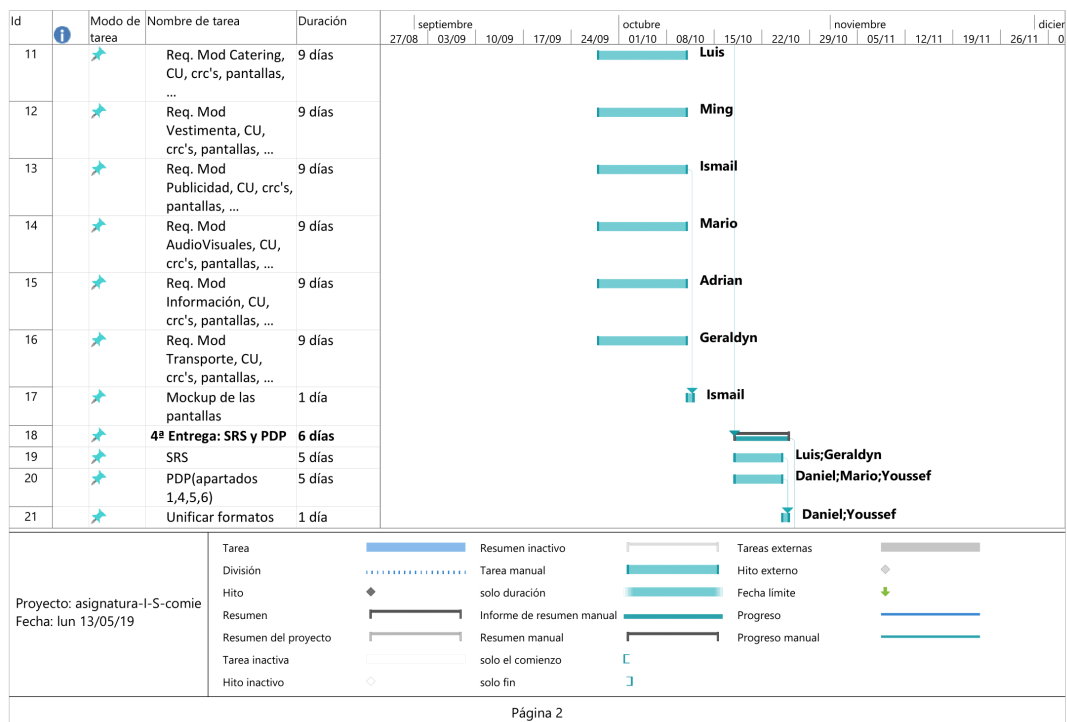 Id Modo de Nombre de tarea Duración septiembre octubre noviembre dicier
tarea 27/08 03/09 10/09 17/09 24/09 01/10 08/10 15/10 22/10 29/10 05/11 12/11 19/11 26/11 0
11 Req. Mod Catering, 9 días Luis
CU, crc's, pantallas,
...
12 Req. Mod 9 días Ming
Vestimenta, CU,
crc's, pantallas, ...
13 Req. Mod 9 días Ismail
Publicidad, CU, crc's,
pantallas, ...
14 Req. Mod 9 días Mario
AudioVisuales, CU,
crc's, pantallas, ...
15 Req. Mod 9 días Adrian
Información, CU,
crc's, pantallas, ...
16 Req. Mod 9 días Geraldyn
Transporte, CU,
crc's, pantallas, ...
17 Mockup de las 1 día Ismail
pantallas
18 4ª Entrega: SRS y PDP 6 días
19 SRS 5 días Luis;Geraldyn
20 PDP(apartados 5 días Daniel;Mario;Youssef
1,4,5,6)
21 Unificar formatos 1 día Daniel;Youssef
Proyecto: asignatura-I-S-comie
Fecha: lun 13/05/19
Tarea Resumen inactivo Tareas externas
División Tarea manual Hito externo
Hito solo duración Fecha límite
Resumen Informe de resumen manual Progreso
Resumen del proyecto Resumen manual Progreso manual
Tarea inactiva solo el comienzo
Hito inactivo solo fin
Página 2